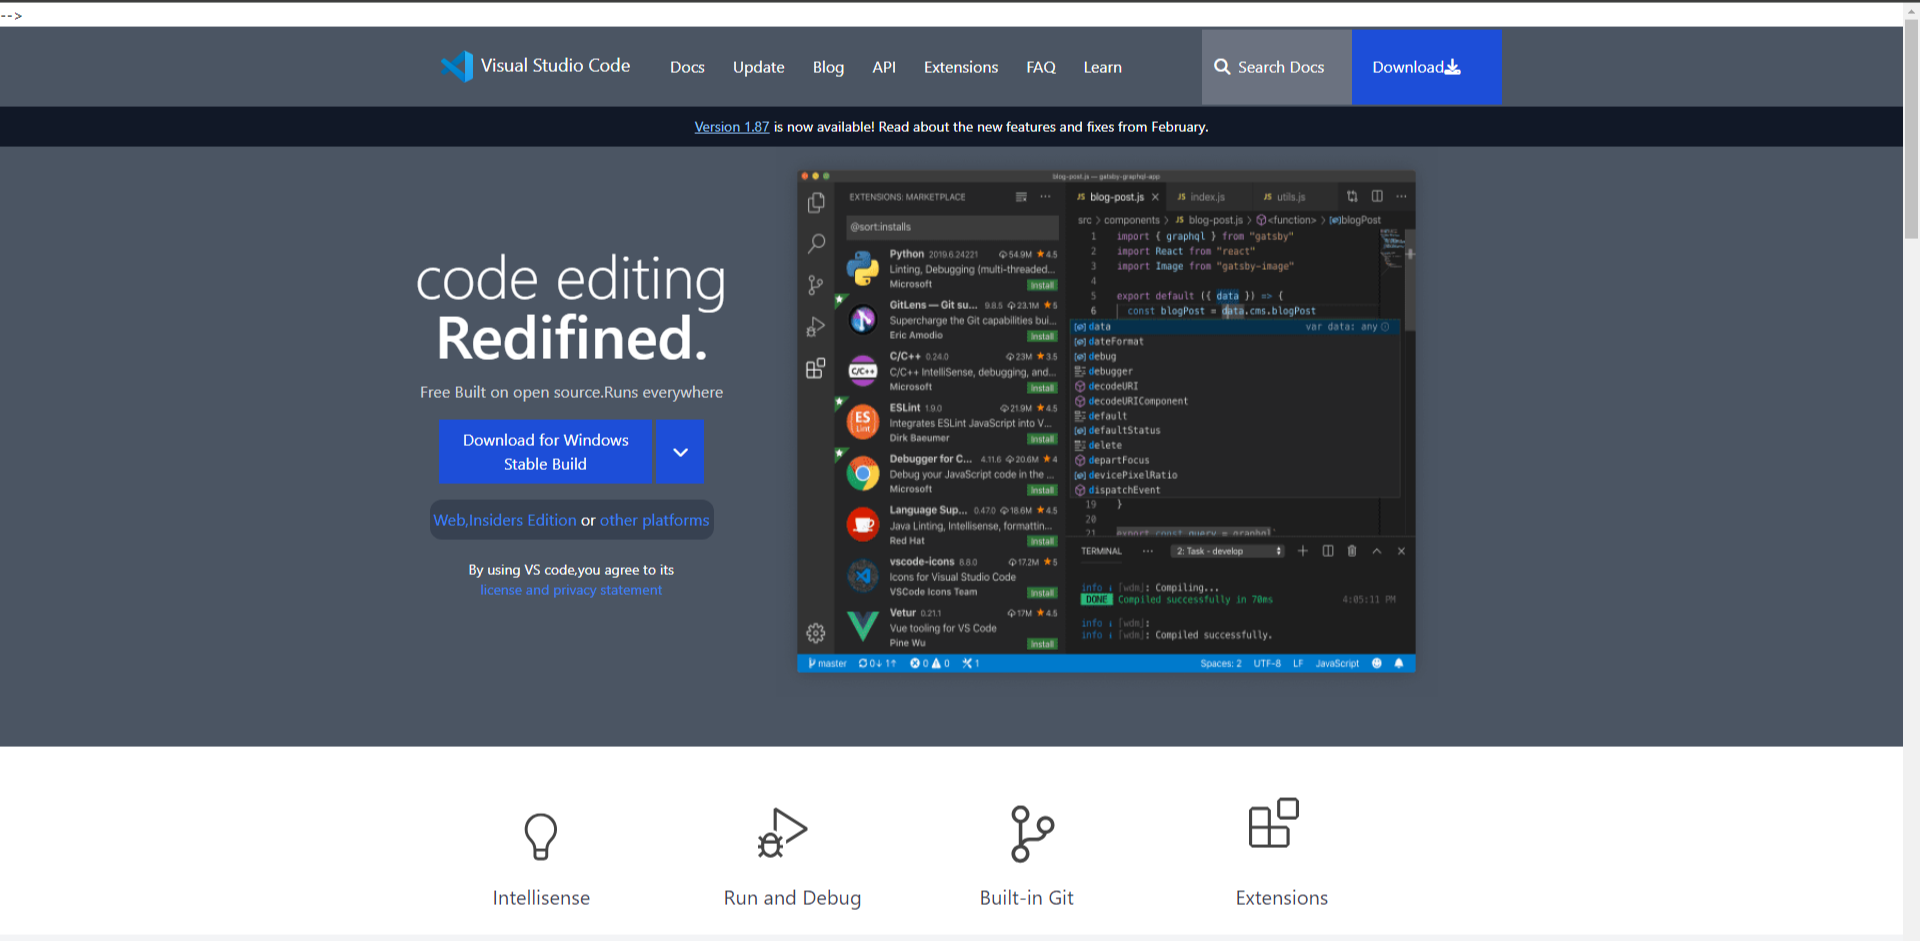 -->
Visual Studio Code
Docs
Update
Blog
API
Extensions
FAQ
Learn
Search Docs
Download
Version 1.87 is now available! Read about the new features and fixes from February.
code editing
Redifined.
Free Built on open source.Runs everywhere
Download for Windows
Stable Build
Web,Insiders Edition or other platforms
By using VS code,you agree to its
license and privacy statement
blog-post.js — gatsby-graphql-app
EXTENSIONS: MARKETPLACE
@sort:installs
Python 2019.6.24221 54.9M ★4.5
Linting, Debugging (multi-threaded...
Microsoft Install
GitLens — Git su... 9.8.5 23.1M ★5
Supercharge the Git capabilities bui...
Eric Amodio Install
C/C++
C/C++ 0.24.0 23M ★3.5
C/C++ IntelliSense, debugging, and...
Microsoft Install
ES
Lint
ESLint 1.9.0 21.9M ★4.5
Integrates ESLint JavaScript into V...
Dirk Baeumer Install
Debugger for C... 4.11.6 20.6M ★4
Debug your JavaScript code in the ...
Microsoft Install
Language Sup... 0.47.0 18.6M ★4.5
Java Linting, Intellisense, formattin...
Red Hat Install
vscode-icons 8.8.0 17.2M ★5
Icons for Visual Studio Code
VSCode Icons Team Install
Vetur 0.21.1 17M ★4.5
Vue tooling for VS Code
Pine Wu Install
JS blog-post.js ×
JS index.js
JS utils.js
src > components > JS blog-post.js > <function> > blogPost
1 import { graphql } from "gatsby"
2 import React from "react"
3 import Image from "gatsby-image"
4
5 export default ({ data }) => {
6 const blogPost = data.cms.blogPost
data var data: any
dateFormat
debug
debugger
decodeURI
decodeURIComponent
default
defaultStatus
delete
departFocus
devicePixelRatio
dispatchEvent
19 }
20
21 export const query = graphql`
TERMINAL ··· 2: Task - develop
info [wdm]: Compiling...
DONE Compiled successfully in 70ms 4:05:11 PM
info [wdm]:
info [wdm]: Compiled successfully.
master 0↓ 1↑ 0 0 1
Spaces: 2 UTF-8 LF JavaScript
Intellisense
Run and Debug
Built-in Git
Extensions